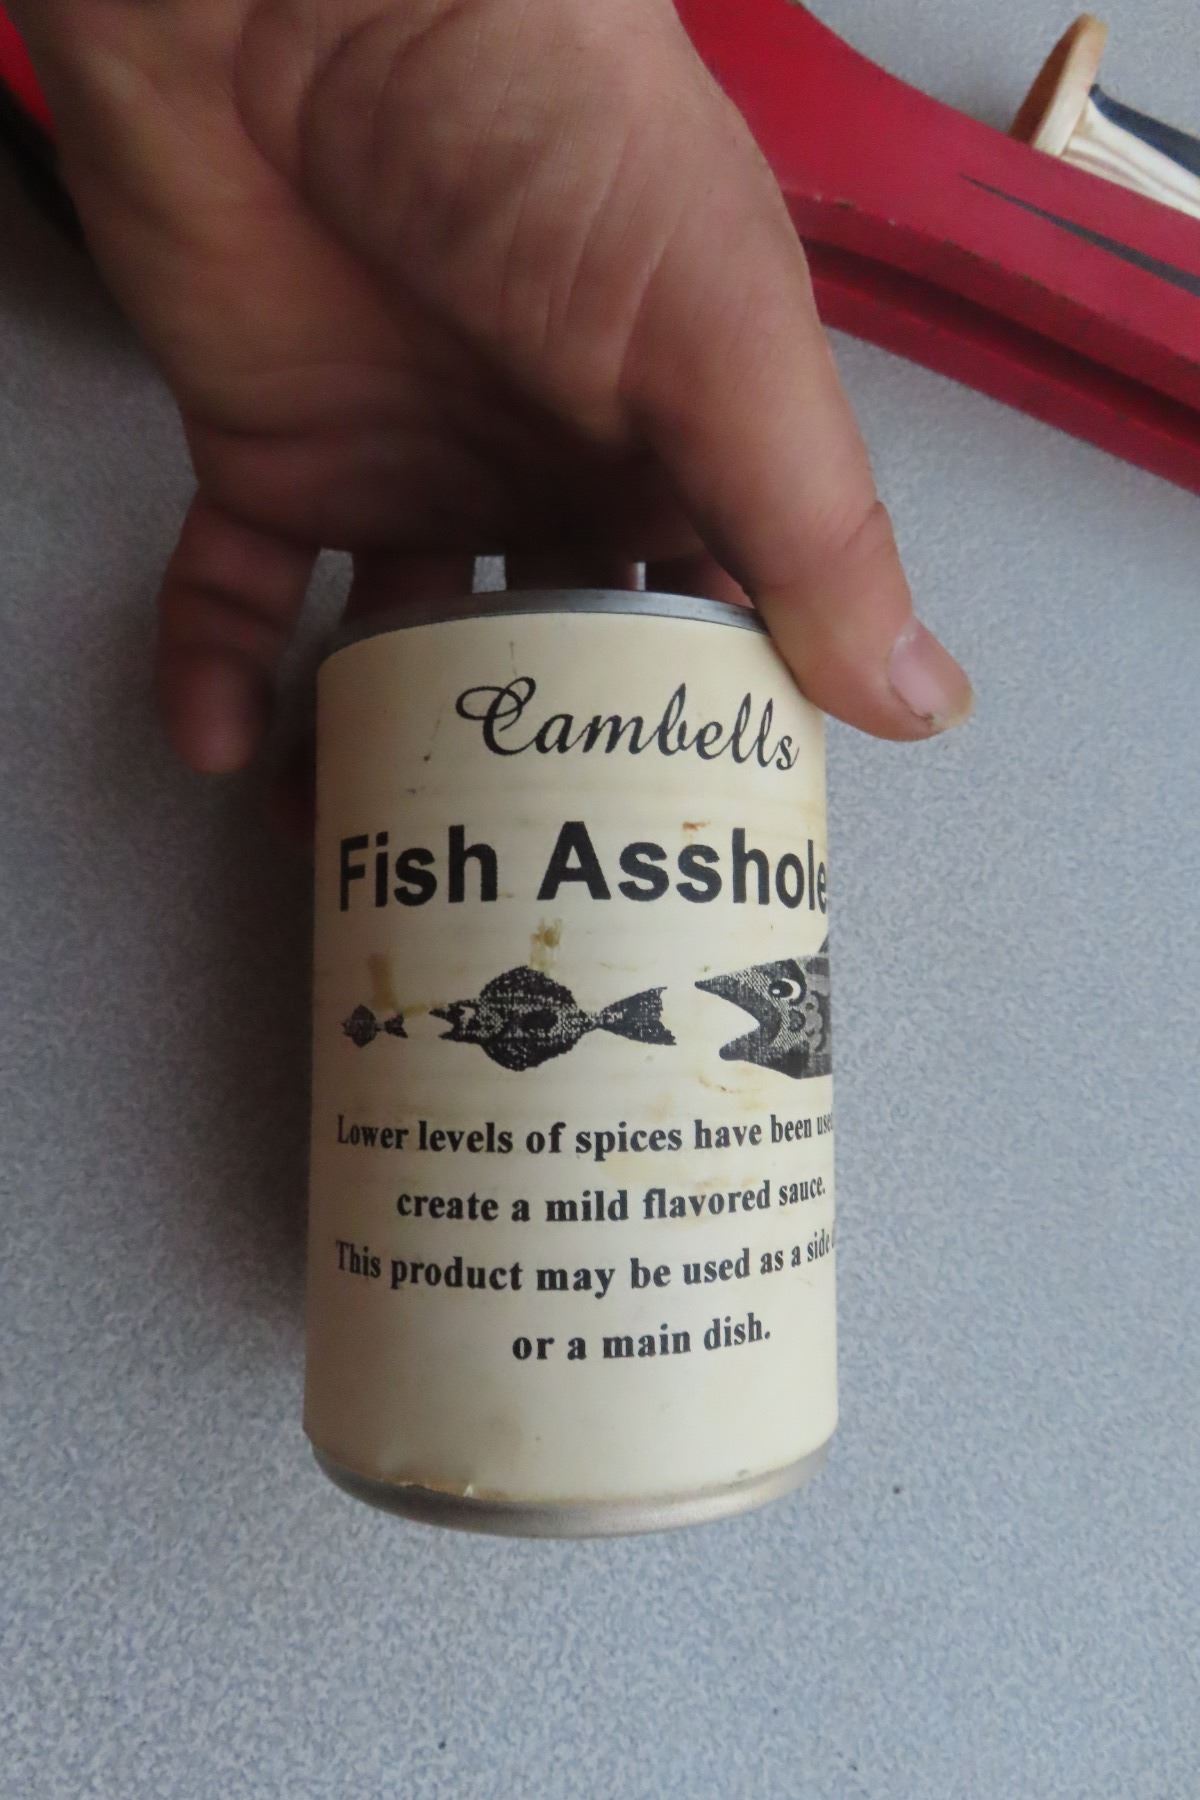 Cambells
Fish Asshole
Lower levels of spices have been used
create a mild flavored sauce.
This product may be used as a side
or a main dish.